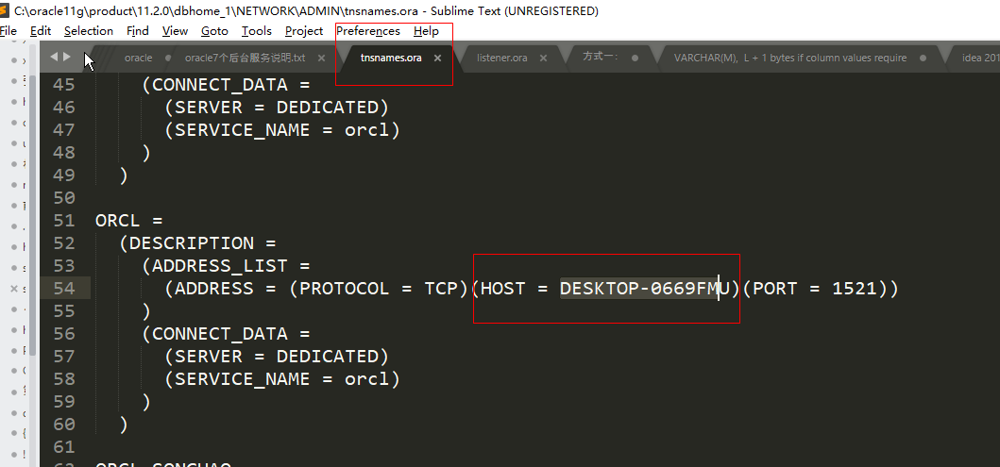 C:\oracle11g\product\11.2.0\dbhome_1\NETWORK\ADMIN\tnsnames.ora - Sublime Text (UNREGISTERED)
File Edit Selection Find View Goto Tools Project Preferences Help
oracle oracle7个后台服务说明.txt tnsnames.ora listener.ora 方式一: VARCHAR(M), L + 1 bytes if column values require idea 201
45 (CONNECT_DATA =
46 (SERVER = DEDICATED)
47 (SERVICE_NAME = orcl)
48 )
49 )
50
51 ORCL =
52 (DESCRIPTION =
53 (ADDRESS_LIST =
54 (ADDRESS = (PROTOCOL = TCP)(HOST = DESKTOP-0669FMU)(PORT = 1521))
55 )
56 (CONNECT_DATA =
57 (SERVER = DEDICATED)
58 (SERVICE_NAME = orcl)
59 )
60 )
61